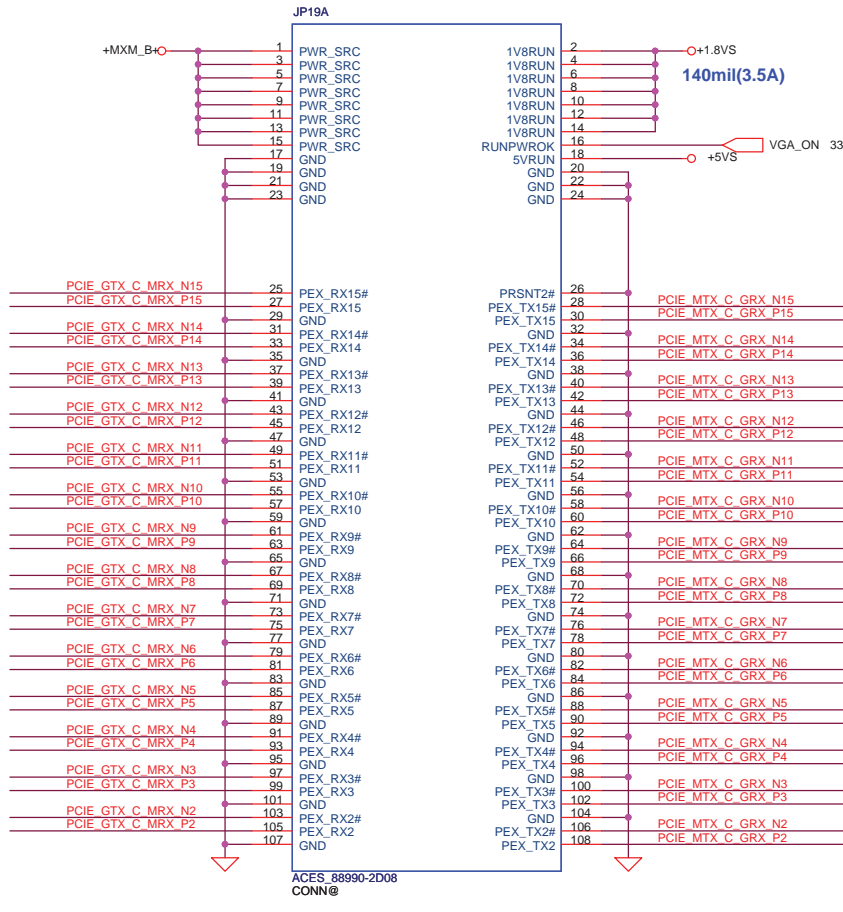 JP19A
+MXM_B+ 1 PWR_SRC 1V8RUN 2 +1.8VS
3 PWR_SRC 1V8RUN 4
5 PWR_SRC 1V8RUN 6 140mil(3.5A)
7 PWR_SRC 1V8RUN 8
9 PWR_SRC 1V8RUN 10
11 PWR_SRC 1V8RUN 12
13 PWR_SRC 1V8RUN 14
15 PWR_SRC RUNPWROK 16 VGA_ON 33
17 GND 5VRUN 18 +5VS
19 GND GND 20
21 GND GND 22
23 GND GND 24
PCIE_GTX_C_MRX_N15 25 PEX_RX15# PRSNT2# 26
PCIE_GTX_C_MRX_P15 27 PEX_RX15 PEX_TX15# 28 PCIE_MTX_C_GRX_N15
29 GND PEX_TX15 30 PCIE_MTX_C_GRX_P15
PCIE_GTX_C_MRX_N14 31 PEX_RX14# GND 32
PCIE_GTX_C_MRX_P14 33 PEX_RX14 PEX_TX14# 34 PCIE_MTX_C_GRX_N14
35 GND PEX_TX14 36 PCIE_MTX_C_GRX_P14
PCIE_GTX_C_MRX_N13 37 PEX_RX13# GND 38
PCIE_GTX_C_MRX_P13 39 PEX_RX13 PEX_TX13# 40 PCIE_MTX_C_GRX_N13
41 GND PEX_TX13 42 PCIE_MTX_C_GRX_P13
PCIE_GTX_C_MRX_N12 43 PEX_RX12# GND 44
PCIE_GTX_C_MRX_P12 45 PEX_RX12 PEX_TX12# 46 PCIE_MTX_C_GRX_N12
47 GND PEX_TX12 48 PCIE_MTX_C_GRX_P12
PCIE_GTX_C_MRX_N11 49 PEX_RX11# GND 50
PCIE_GTX_C_MRX_P11 51 PEX_RX11 PEX_TX11# 52 PCIE_MTX_C_GRX_N11
53 GND PEX_TX11 54 PCIE_MTX_C_GRX_P11
PCIE_GTX_C_MRX_N10 55 PEX_RX10# GND 56
PCIE_GTX_C_MRX_P10 57 PEX_RX10 PEX_TX10# 58 PCIE_MTX_C_GRX_N10
59 GND PEX_TX10 60 PCIE_MTX_C_GRX_P10
PCIE_GTX_C_MRX_N9 61 PEX_RX9# GND 62
PCIE_GTX_C_MRX_P9 63 PEX_RX9 PEX_TX9# 64 PCIE_MTX_C_GRX_N9
65 GND PEX_TX9 66 PCIE_MTX_C_GRX_P9
PCIE_GTX_C_MRX_N8 67 PEX_RX8# GND 68
PCIE_GTX_C_MRX_P8 69 PEX_RX8 PEX_TX8# 70 PCIE_MTX_C_GRX_N8
71 GND PEX_TX8 72 PCIE_MTX_C_GRX_P8
PCIE_GTX_C_MRX_N7 73 PEX_RX7# GND 74
PCIE_GTX_C_MRX_P7 75 PEX_RX7 PEX_TX7# 76 PCIE_MTX_C_GRX_N7
77 GND PEX_TX7 78 PCIE_MTX_C_GRX_P7
PCIE_GTX_C_MRX_N6 79 PEX_RX6# GND 80
PCIE_GTX_C_MRX_P6 81 PEX_RX6 PEX_TX6# 82 PCIE_MTX_C_GRX_N6
83 GND PEX_TX6 84 PCIE_MTX_C_GRX_P6
PCIE_GTX_C_MRX_N5 85 PEX_RX5# GND 86
PCIE_GTX_C_MRX_P5 87 PEX_RX5 PEX_TX5# 88 PCIE_MTX_C_GRX_N5
89 GND PEX_TX5 90 PCIE_MTX_C_GRX_P5
PCIE_GTX_C_MRX_N4 91 PEX_RX4# GND 92
PCIE_GTX_C_MRX_P4 93 PEX_RX4 PEX_TX4# 94 PCIE_MTX_C_GRX_N4
95 GND PEX_TX4 96 PCIE_MTX_C_GRX_P4
PCIE_GTX_C_MRX_N3 97 PEX_RX3# GND 98
PCIE_GTX_C_MRX_P3 99 PEX_RX3 PEX_TX3# 100 PCIE_MTX_C_GRX_N3
101 GND PEX_TX3 102 PCIE_MTX_C_GRX_P3
PCIE_GTX_C_MRX_N2 103 PEX_RX2# GND 104
PCIE_GTX_C_MRX_P2 105 PEX_RX2 PEX_TX2# 106 PCIE_MTX_C_GRX_N2
107 GND PEX_TX2 108 PCIE_MTX_C_GRX_P2
ACES_88990-2D08
CONN@